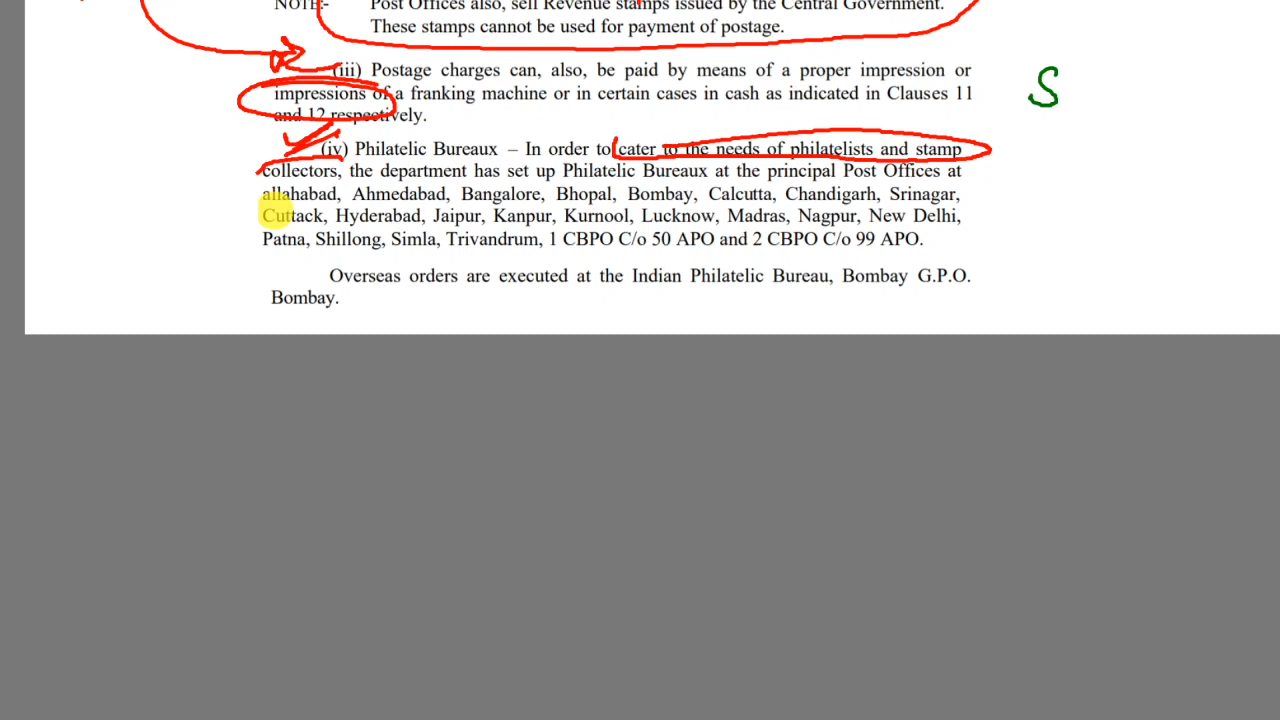 NOTE:- Post Offices also, sell Revenue stamps issued by the Central Government.
These stamps cannot be used for payment of postage.
(iii) Postage charges can, also, be paid by means of a proper impression or
impressions of a franking machine or in certain cases in cash as indicated in Clauses 11
and 12 respectively.
S
(iv) Philatelic Bureaux – In order to cater to the needs of philatelists and stamp
collectors, the department has set up Philatelic Bureaux at the principal Post Offices at
allahabad, Ahmedabad, Bangalore, Bhopal, Bombay, Calcutta, Chandigarh, Srinagar,
Cuttack, Hyderabad, Jaipur, Kanpur, Kurnool, Lucknow, Madras, Nagpur, New Delhi,
Patna, Shillong, Simla, Trivandrum, 1 CBPO C/o 50 APO and 2 CBPO C/o 99 APO.
Overseas orders are executed at the Indian Philatelic Bureau, Bombay G.P.O.
Bombay.